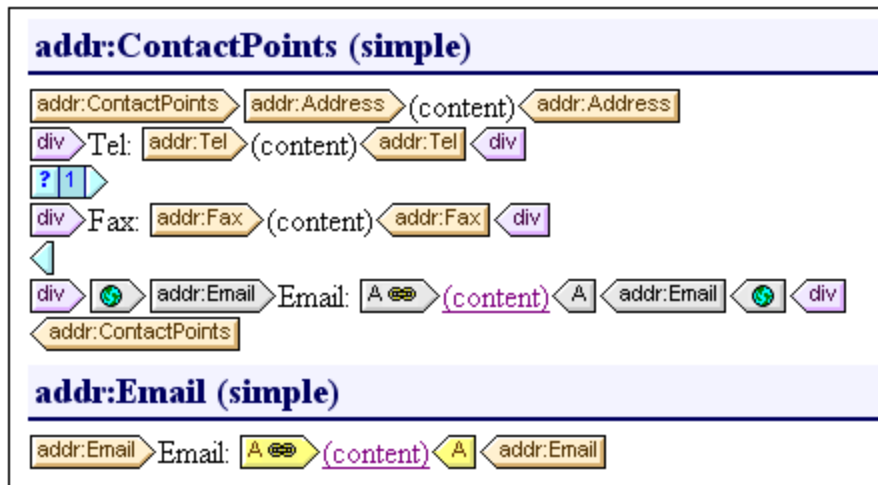 addr:ContactPoints (simple)
addr:ContactPoints addr:Address (content) addr:Address
div Tel: addr:Tel (content) addr:Tel div
? 1
div Fax: addr:Fax (content) addr:Fax div
div addr:Email Email: A (content) A addr:Email div
addr:ContactPoints
addr:Email (simple)
addr:Email Email: A (content) A addr:Email